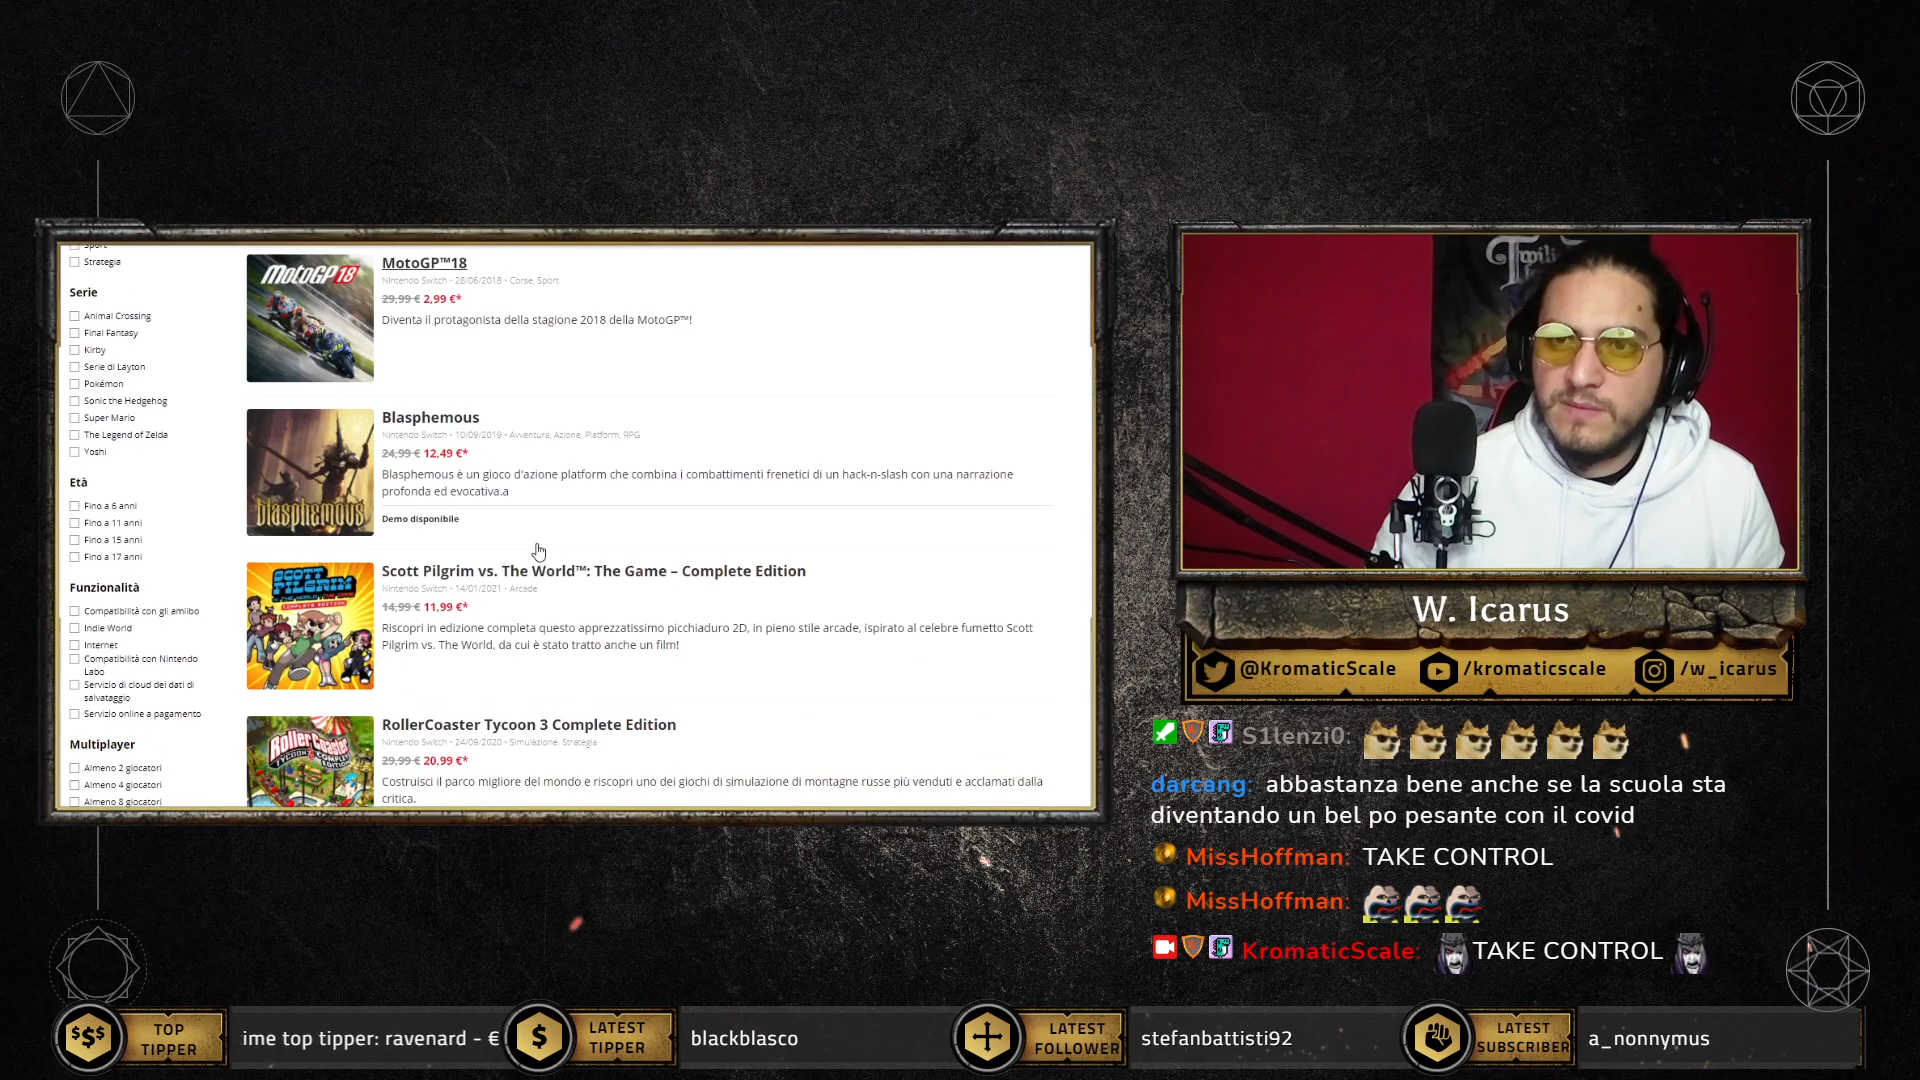 Sport
Strategia
Serie
Animal Crossing
Final Fantasy
Kirby
Serie di Layton
Pokémon
Sonic the Hedgehog
Super Mario
The Legend of Zelda
Yoshi
Età
Fino a 6 anni
Fino a 11 anni
Fino a 15 anni
Fino a 17 anni
Funzionalità
Compatibilità con gli amiibo
Indie World
Internet
Compatibilità con Nintendo
Labo
Servizio di cloud dei dati di
salvataggio
Servizio online a pagamento
Multiplayer
Almeno 2 giocatori
Almeno 4 giocatori
Almeno 8 giocatori
MotoGP 18
MotoGP™18
Nintendo Switch • 28/06/2018 • Corse, Sport
29,99 € 2,99 €*
Diventa il protagonista della stagione 2018 della MotoGP™!
blasphemous
Blasphemous
Nintendo Switch • 10/09/2019 • Avventura, Azione, Platform, RPG
24,99 € 12,49 €*
Blasphemous è un gioco d'azione platform che combina i combattimenti frenetici di un hack-n-slash con una narrazione
profonda ed evocativa.a
Demo disponibile
SCOTT
PILGRIM
VS. THE WORLD
COMPLETE EDITION
Scott Pilgrim vs. The World™: The Game – Complete Edition
Nintendo Switch • 14/01/2021 • Arcade
14,99 € 11,99 €*
Riscopri in edizione completa questo apprezzatissimo picchiaduro 2D, in pieno stile arcade, ispirato al celebre fumetto Scott
Pilgrim vs. The World, da cui è stato tratto anche un film!
RollerCoaster
Tycoon 3
RollerCoaster Tycoon 3 Complete Edition
Nintendo Switch • 24/09/2020 • Simulazione, Strategia
29,99 € 20,99 €*
Costruisci il parco migliore del mondo e riscopri uno dei giochi di simulazione di montagne russe più venduti e acclamati dalla
critica.
W. Icarus
@KromaticScale /kromaticscale /w_icarus
S1lenzi0:
darcang: abbastanza bene anche se la scuola sta
diventando un bel po pesante con il covid
MissHoffman: TAKE CONTROL
MissHoffman:
KromaticScale: TAKE CONTROL
$$$ TOP
TIPPER
ime top tipper: ravenard - €
$ LATEST
TIPPER
blackblasco
LATEST
FOLLOWER
stefanbattisti92
LATEST
SUBSCRIBER
a_nonnymus